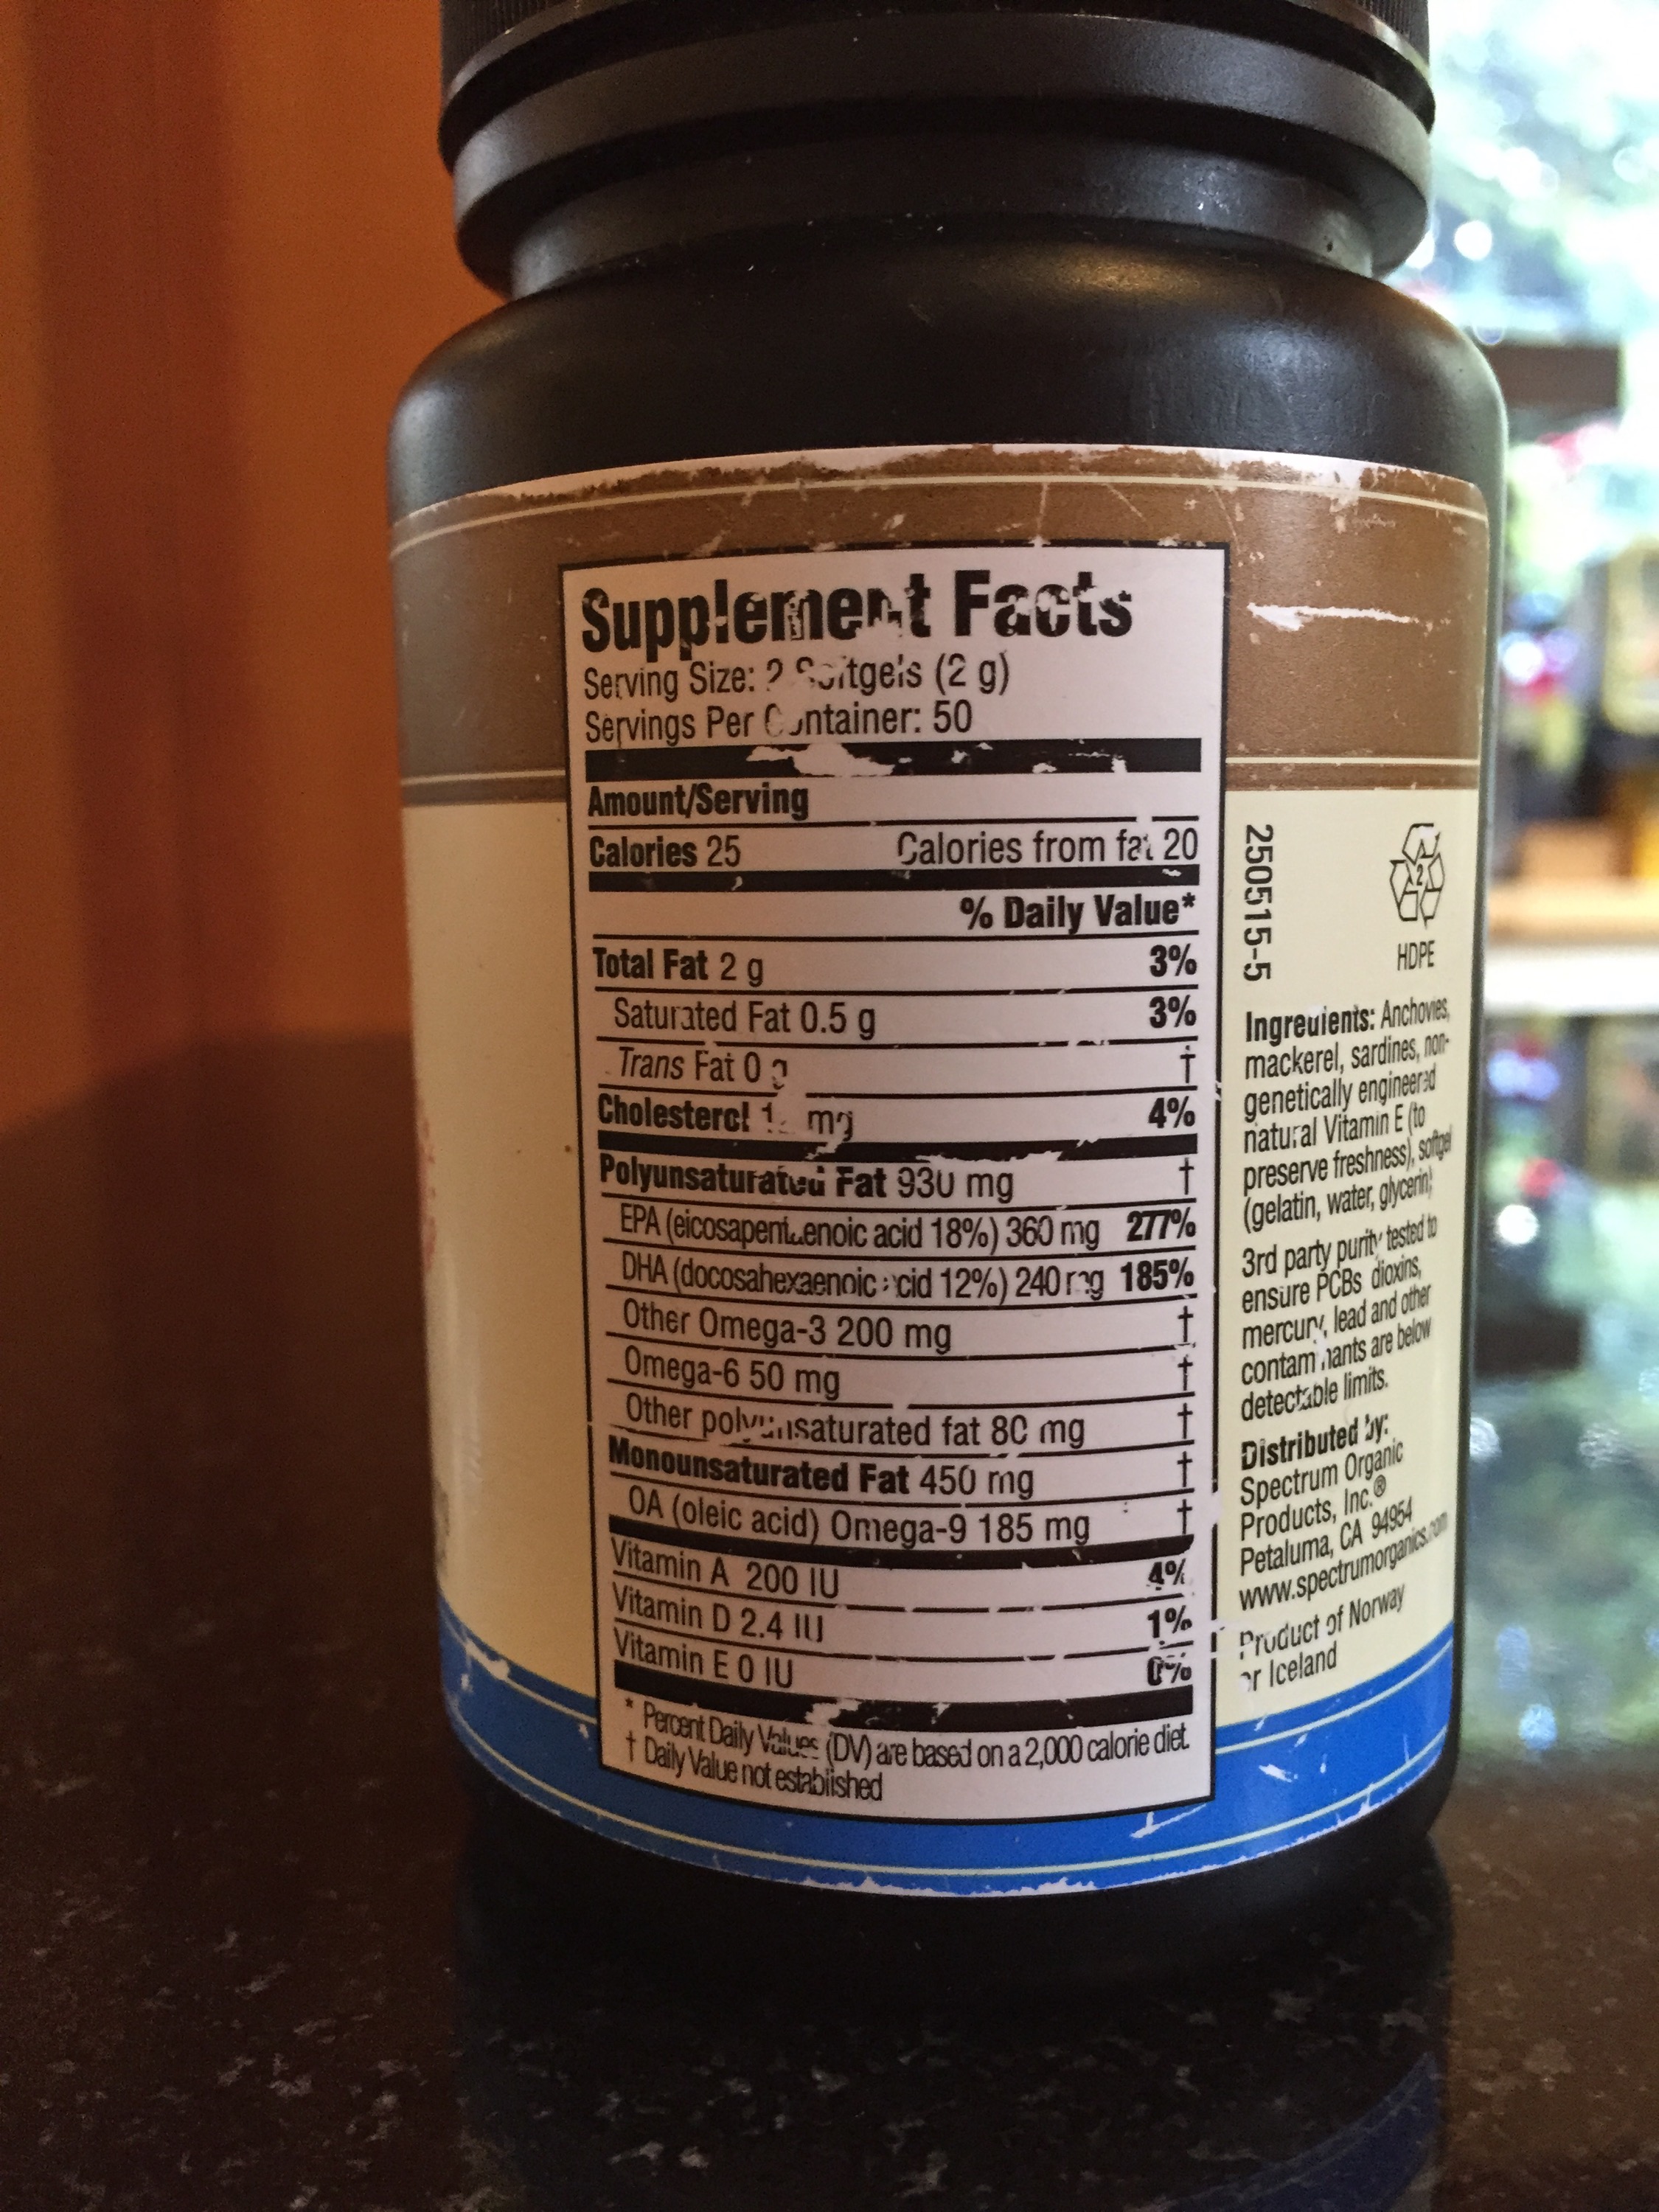 Supplement Facts
Serving Size: 2 Softgels (2 g)
Servings Per Container: 50
Amount/Serving
Calories 25 Calories from fat 20
% Daily Value*
Total Fat 2 g 3%
Saturated Fat 0.5 g 3%
Trans Fat 0 g †
Cholesterol mg 4%
Polyunsaturated Fat 930 mg †
EPA (eicosapentaenoic acid 18%) 360 mg 277%
DHA (docosahexaenoic acid 12%) 240 mg 185%
Other Omega-3 200 mg †
Omega-6 50 mg †
Other polyunsaturated fat 80 mg †
Monounsaturated Fat 450 mg †
OA (oleic acid) Omega-9 185 mg †
Vitamin A 200 IU 4%
Vitamin D 2.4 IU 1%
Vitamin E 0 IU 0%
* Percent Daily Values (DV) are based on a 2,000 calorie diet.
† Daily Value not established
250515-5
2
HDPE
Ingredients: Anchovies,
mackerel, sardines, non-
genetically engineered
natural Vitamin E (to
preserve freshness), softgel
(gelatin, water, glycerin)
3rd party purity tested to
ensure PCBs dioxins,
mercury, lead and other
contaminants are below
detectable limits.
Distributed by:
Spectrum Organic
Products, Inc.®
Petaluma, CA 94954
www.spectrumorganics.com
Product of Norway
or Iceland